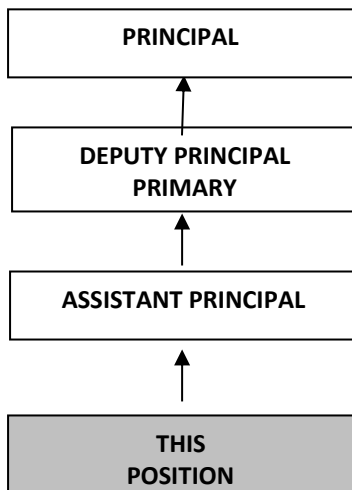 PRINCIPAL
DEPUTY PRINCIPAL
PRIMARY
ASSISTANT PRINCIPAL
THIS
POSITION